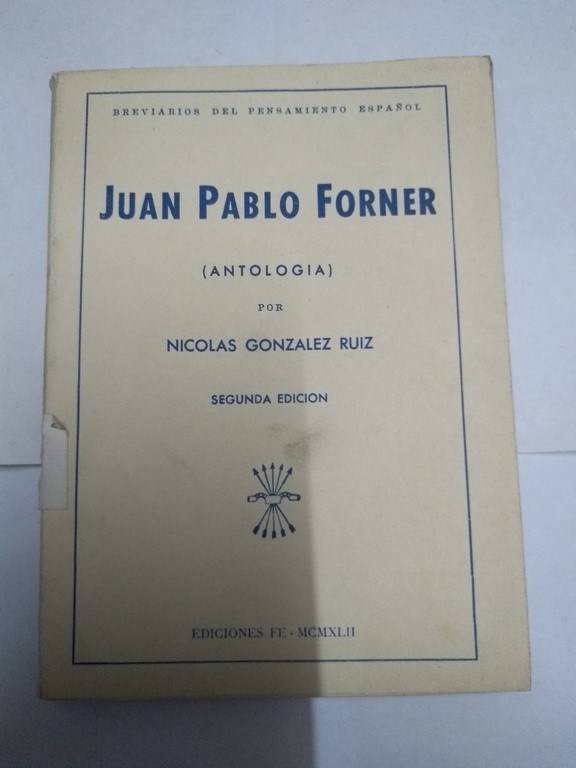 BREVIARIOS DEL PENSAMIENTO ESPAÑOL
JUAN PABLO FORNER
(ANTOLOGIA)
POR
NICOLAS GONZALEZ RUIZ
SEGUNDA EDICION
EDICIONES FE - MCMXLII